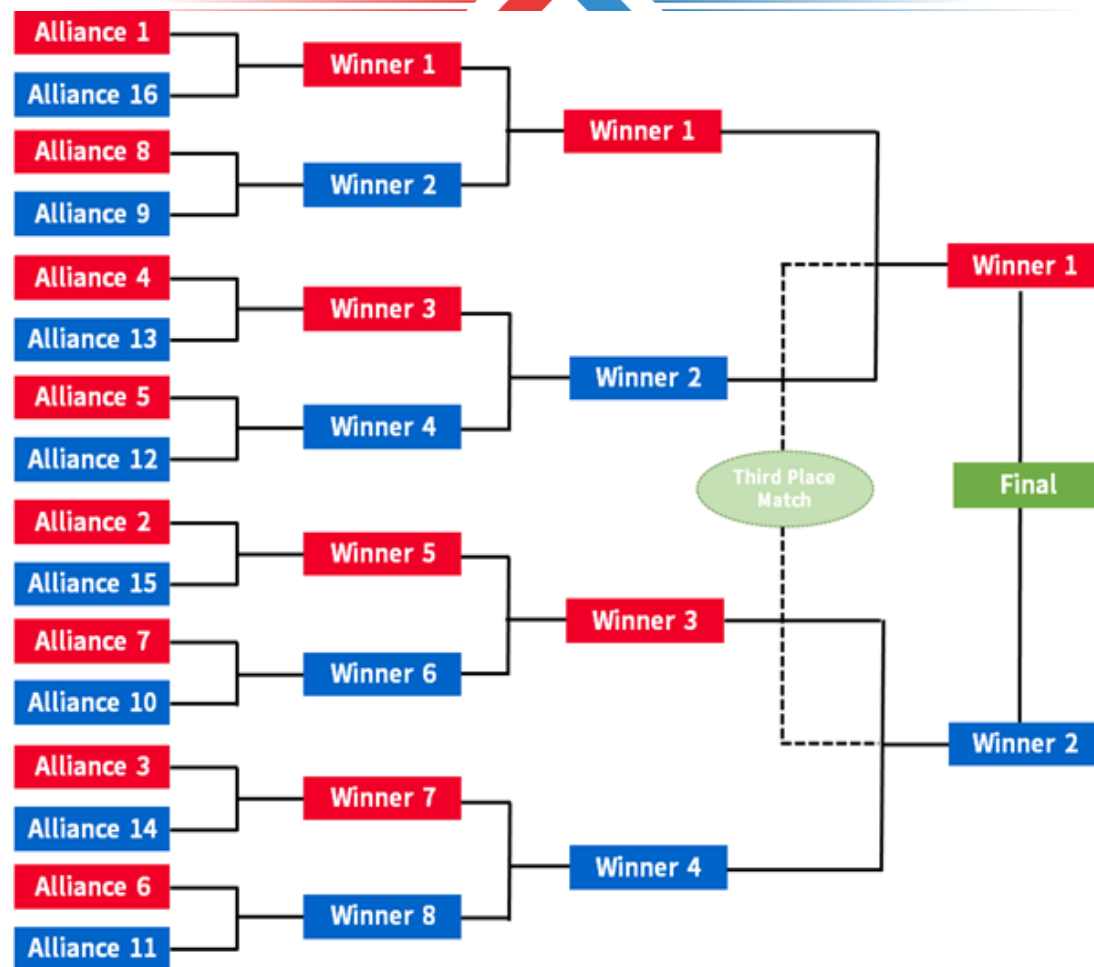 Alliance 1
Alliance 16
Alliance 8
Alliance 9
Alliance 4
Alliance 13
Alliance 5
Alliance 12
Alliance 2
Alliance 15
Alliance 7
Alliance 10
Alliance 3
Alliance 14
Alliance 6
Alliance 11
Winner 1
Winner 2
Winner 3
Winner 4
Winner 5
Winner 6
Winner 7
Winner 8
Winner 1
Winner 2
Winner 3
Winner 4
Third Place
Match
Winner 1
Final
Winner 2